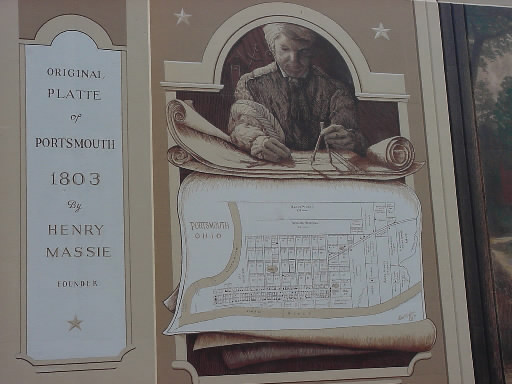 ORIGINAL
PLATTE
of
PORTSMOUTH
1803
By
HENRY
MASSIE
FOUNDER
PORTSMOUTH
OHIO